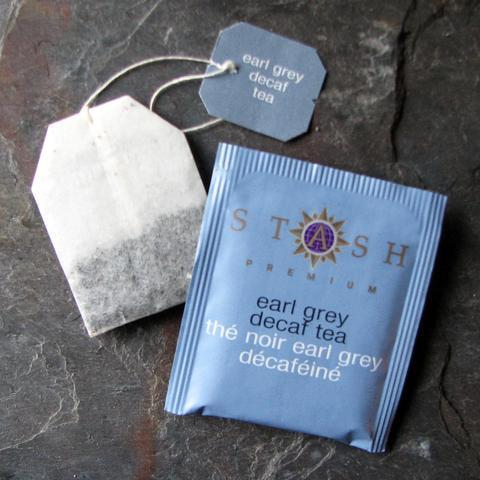 earl grey
decaf
tea
STASH
PREMIUM
earl grey
decaf tea
thé noir earl grey
décaféiné